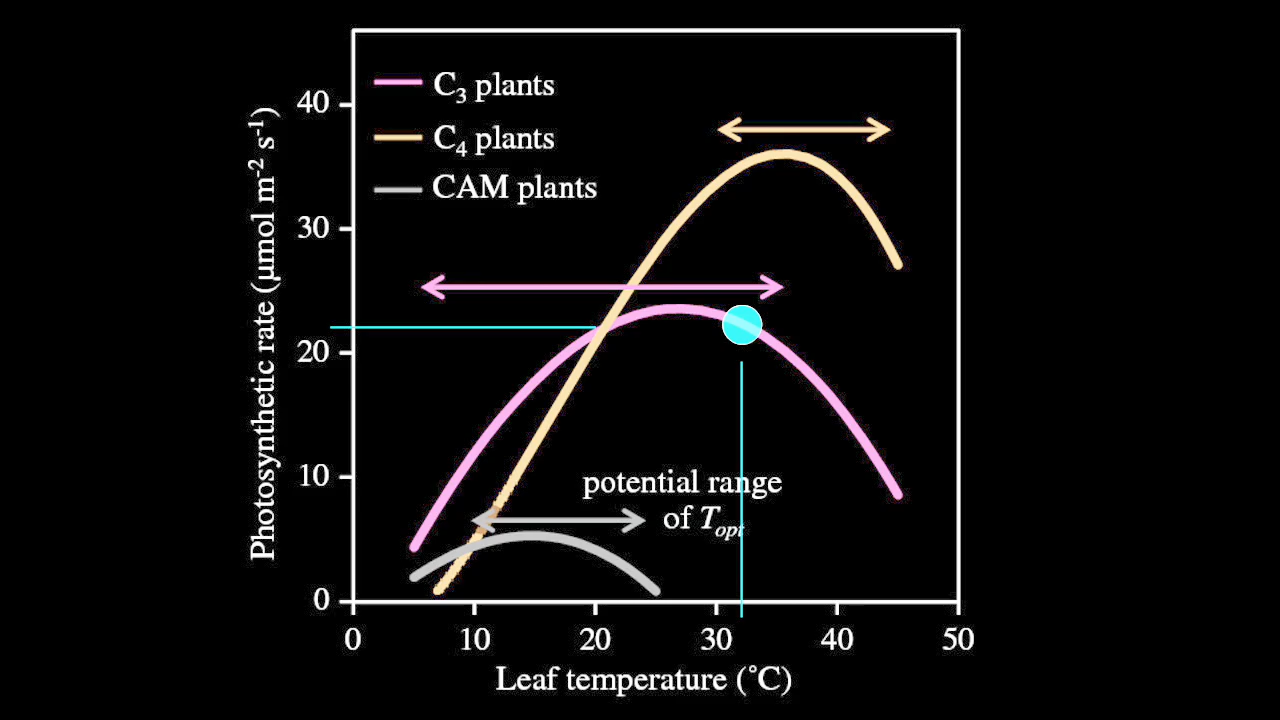 C₃ plants
C₄ plants
CAM plants
40
30
20
10
0
Photosynthetic rate (μmol m⁻² s⁻¹)
potential range
of Tₒₚₜ
0 10 20 30 40 50
Leaf temperature (˚C)